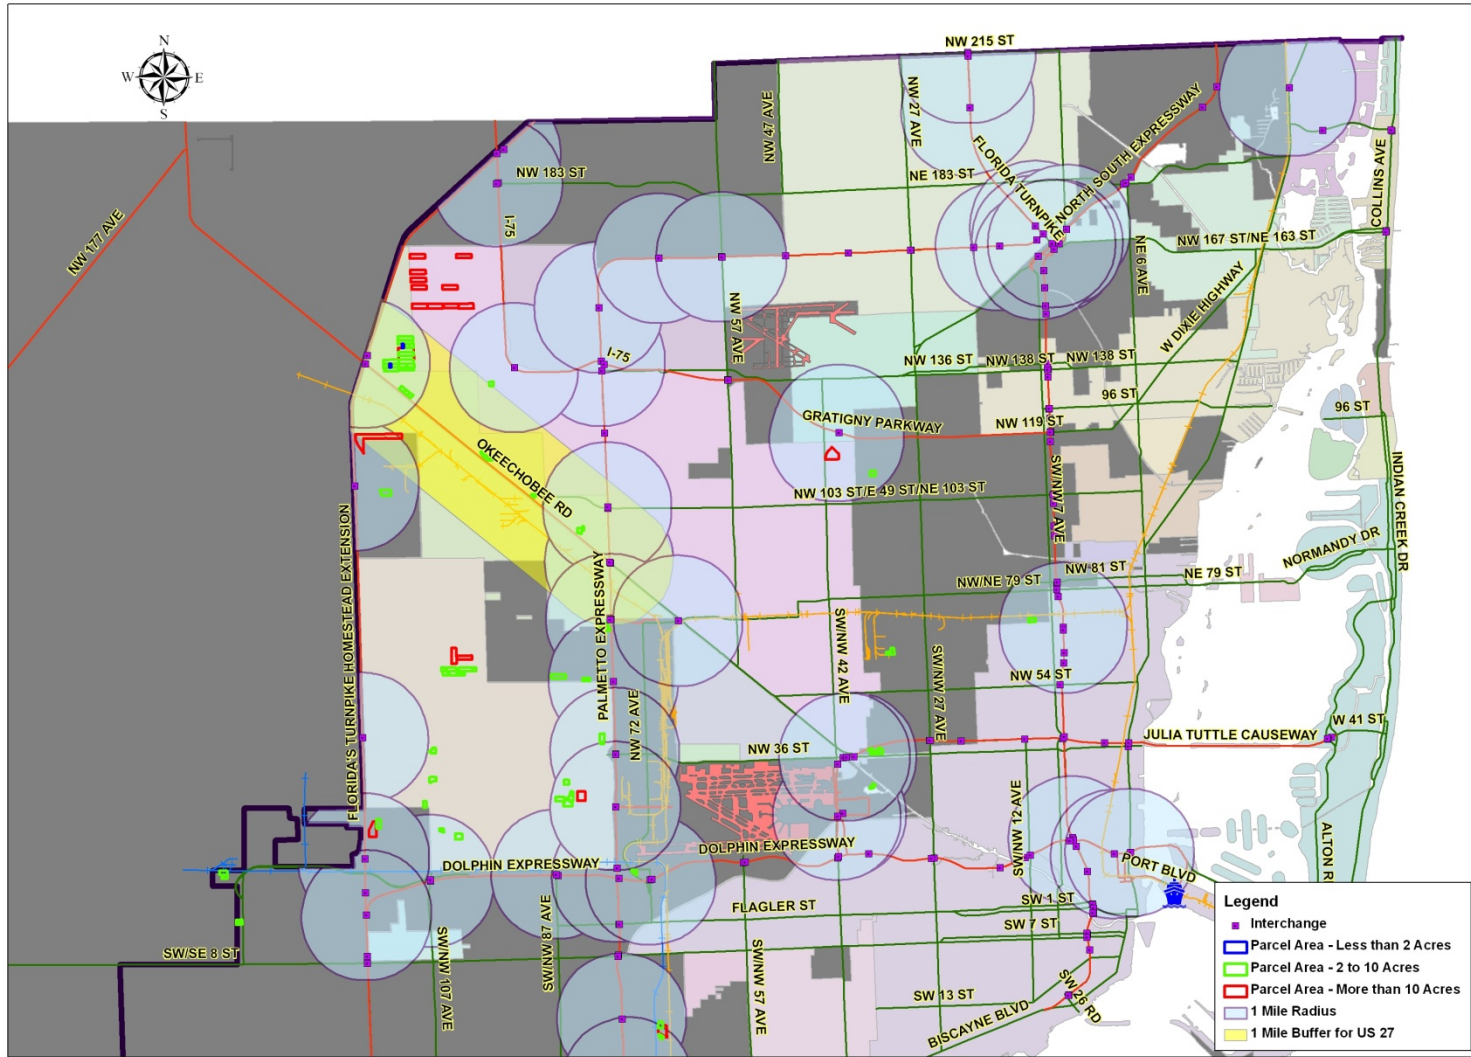 N
W E
S
NW 215 ST
NW 47 AVE
NW 27 AVE
FLORIDA TURNPIKE
NORTH SOUTH EXPRESSWAY
COLLINS AVE
NW 183 ST
NE 183 ST
NW 177 AVE
I-75
NE 6 AVE
NW 167 ST/NE 163 ST
W DIXIE HIGHWAY
NW 57 AVE
I-75
NW 136 ST
NW 138 ST
NW 138 ST
96 ST
96 ST
GRATIGNY PARKWAY
NW 119 ST
OKEECHOBEE RD
SW/NW 7 AVE
INDIAN CREEK DR
NW 103 ST/E 49 ST/NE 103 ST
FLORIDA'S TURNPIKE HOMESTEAD EXTENSION
NORMANDY DR
PALMETTO EXPRESSWAY
NW 81 ST
NW/NE 79 ST
NE 79 ST
SW/NW 42 AVE
SW/NW 27 AVE
NW 54 ST
NW 72 AVE
W 41 ST
JULIA TUTTLE CAUSEWAY
NW 36 ST
SW/NW 12 AVE
ALTON R
DOLPHIN EXPRESSWAY
DOLPHIN EXPRESSWAY
PORT BLVD
SW/NW 87 AVE
FLAGLER ST
SW 1 ST
SW 7 ST
SW/SE 8 ST
SW/NW 107 AVE
SW/NW 57 AVE
SW 13 ST
SW 26 RD
BISCAYNE BLVD
Legend
Interchange
Parcel Area - Less than 2 Acres
Parcel Area - 2 to 10 Acres
Parcel Area - More than 10 Acres
1 Mile Radius
1 Mile Buffer for US 27